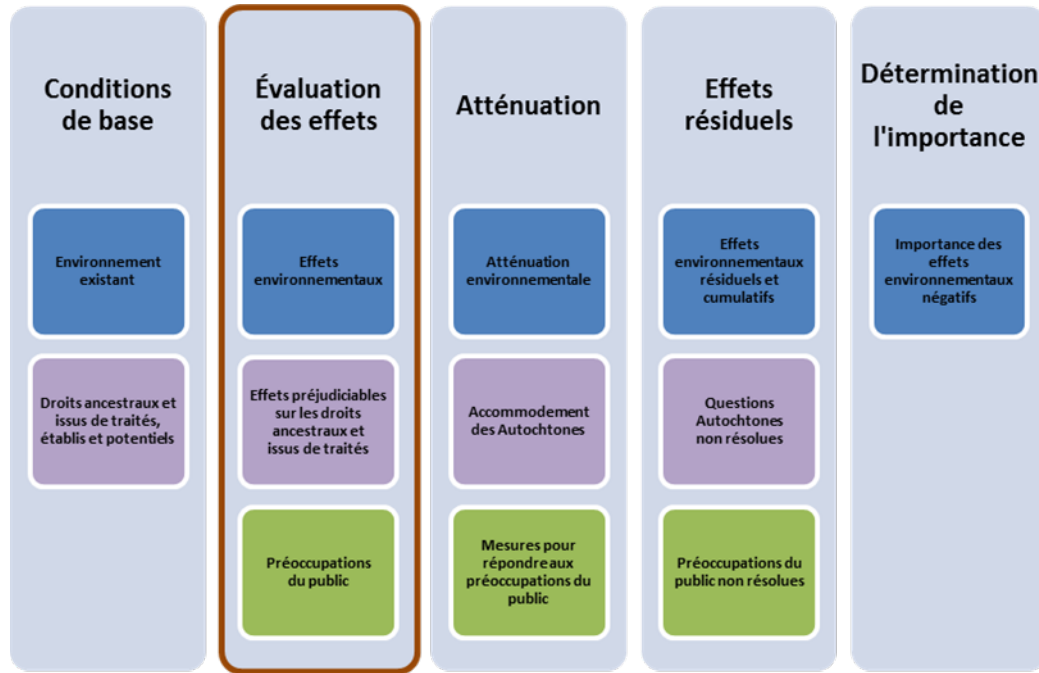 Conditions
de base
Environnement
existant
Droits ancestraux et
issus de traités,
établis et potentiels
Évaluation
des effets
Effets
environnementaux
Effets préjudiciables
sur les droits
ancestraux et
issus de traités
Préoccupations
du public
Atténuation
Atténuation
environnementale
Accommodement
des Autochtones
Mesures pour
répondre aux
préoccupations du
public
Effets
résiduels
Effets
environnementaux
résiduels et
cumulatifs
Questions
Autochtones
non résolues
Préoccupations du
public non résolues
Détermination
de
l'importance
Importance des
effets
environnementaux
négatifs